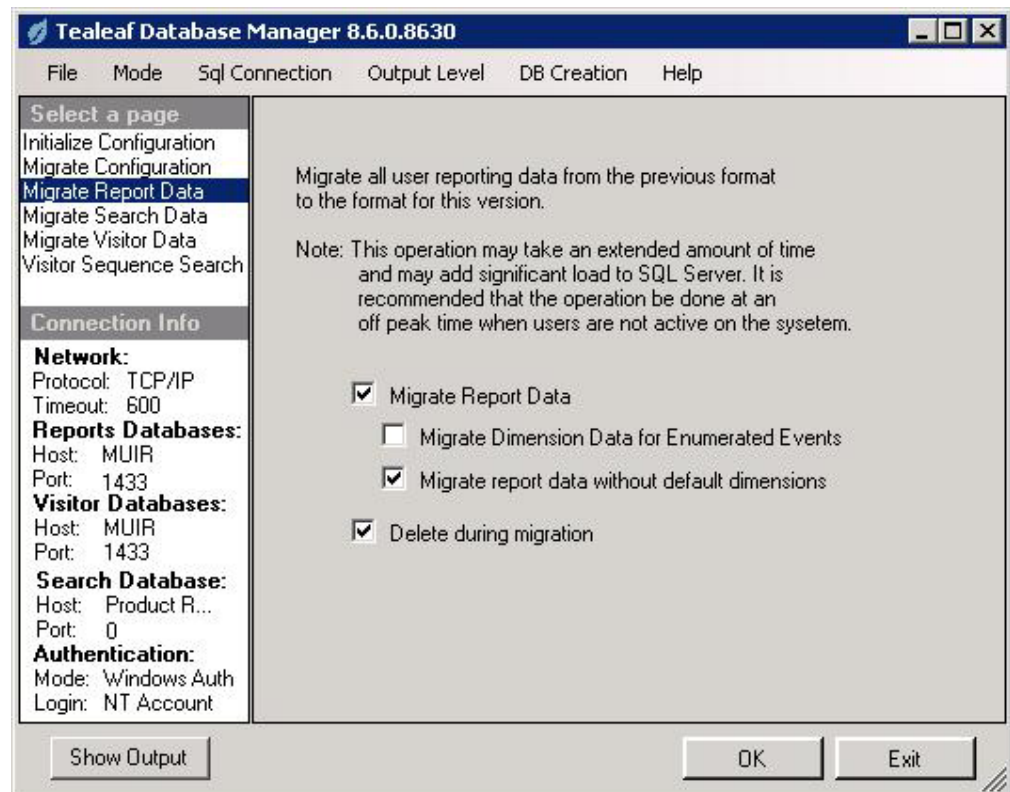 Tealeaf Database Manager 8.6.0.8630
File Mode Sql Connection Output Level DB Creation Help
Select a page
Initialize Configuration
Migrate Configuration
Migrate Report Data
Migrate Search Data
Migrate Visitor Data
Visitor Sequence Search
Connection Info
Network:
Protocol: TCP/IP
Timeout: 600
Reports Databases:
Host: MUIR
Port: 1433
Visitor Databases:
Host: MUIR
Port: 1433
Search Database:
Host: Product R...
Port: 0
Authentication:
Mode: Windows Auth
Login: NT Account
Migrate all user reporting data from the previous format
to the format for this version.
Note: This operation may take an extended amount of time
and may add significant load to SQL Server. It is
recommended that the operation be done at an
off peak time when users are not active on the sysetem.
Migrate Report Data
Migrate Dimension Data for Enumerated Events
Migrate report data without default dimensions
Delete during migration
Show Output
OK
Exit